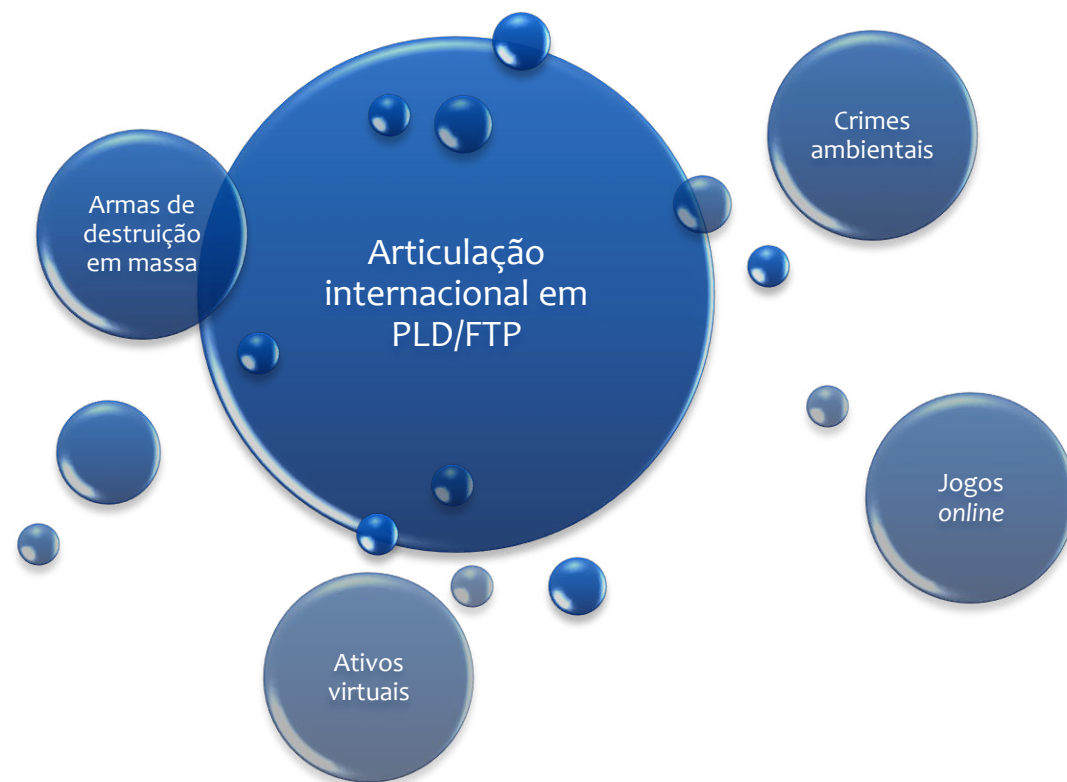 Crimes
ambientais
Armas de
destruição
em massa
Articulação
internacional em
PLD/FTP
Jogos
online
Ativos
virtuais